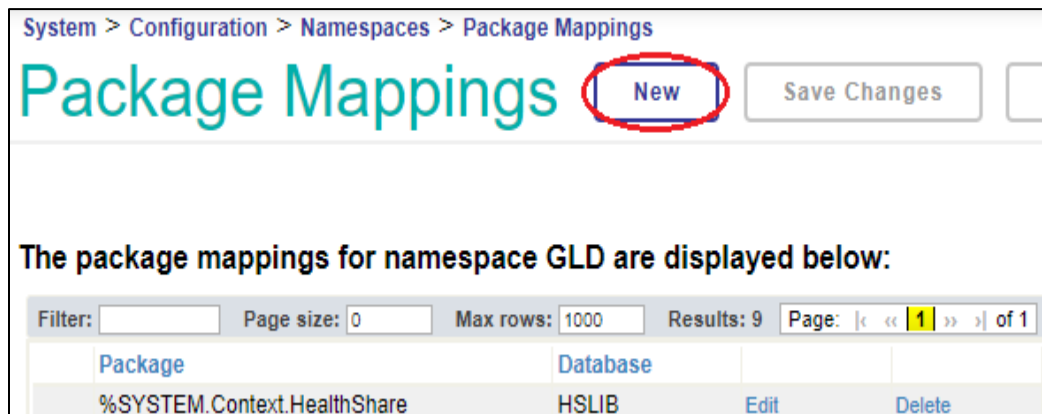 System > Configuration > Namespaces > Package Mappings
Package Mappings New Save Changes
The package mappings for namespace GLD are displayed below:
Filter: Page size: 0 Max rows: 1000 Results: 9 Page: |‹ ‹‹ 1 ›› ›| of 1
Package Database
%SYSTEM.Context.HealthShare HSLIB Edit Delete